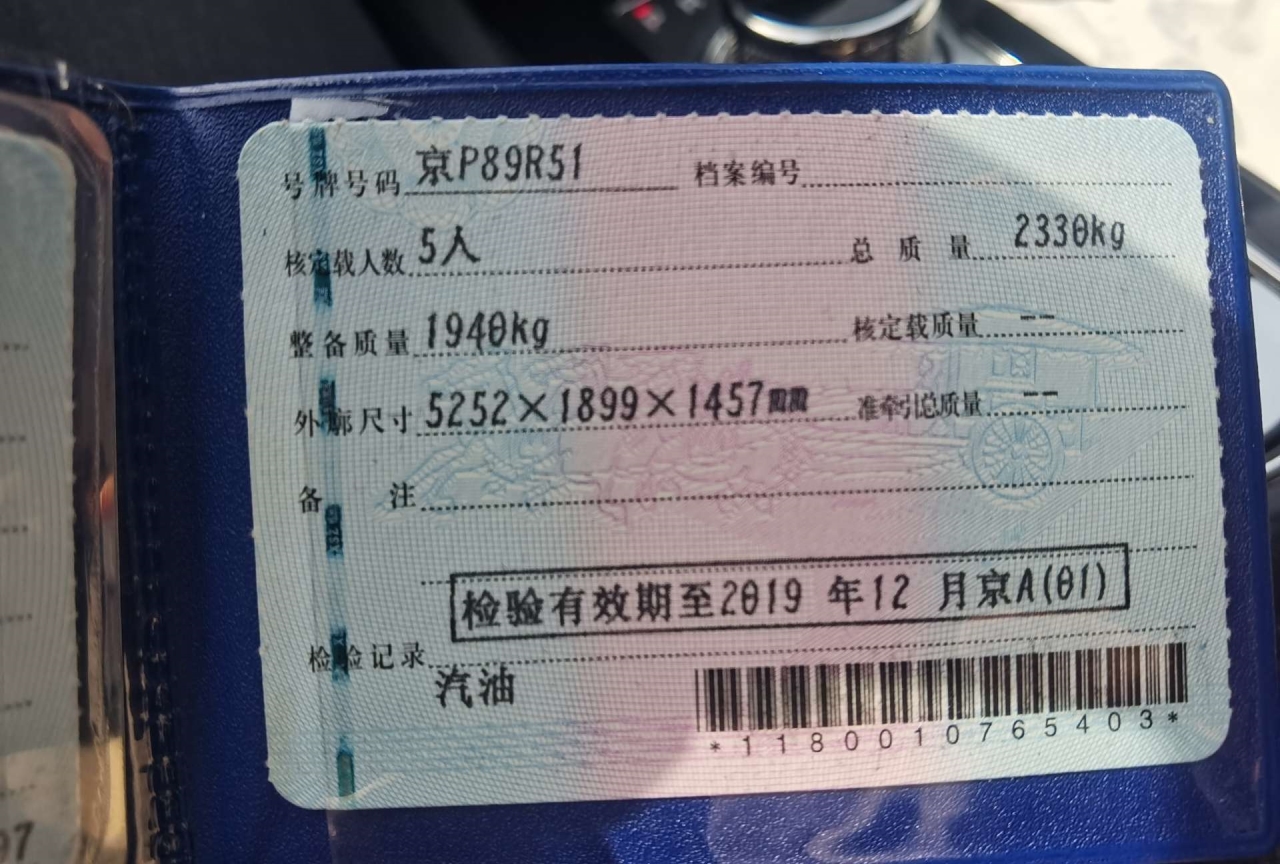 号牌号码 京P89R51 档案编号
核定载人数 5人 总质量 2330kg
整备质量 1940kg 核定载质量 --
外廓尺寸 5252×1899×1457mm 准牵引总质量 --
备注
检验有效期至2019 年12 月京A(01)
检验记录
汽油
*1180010765403*
97